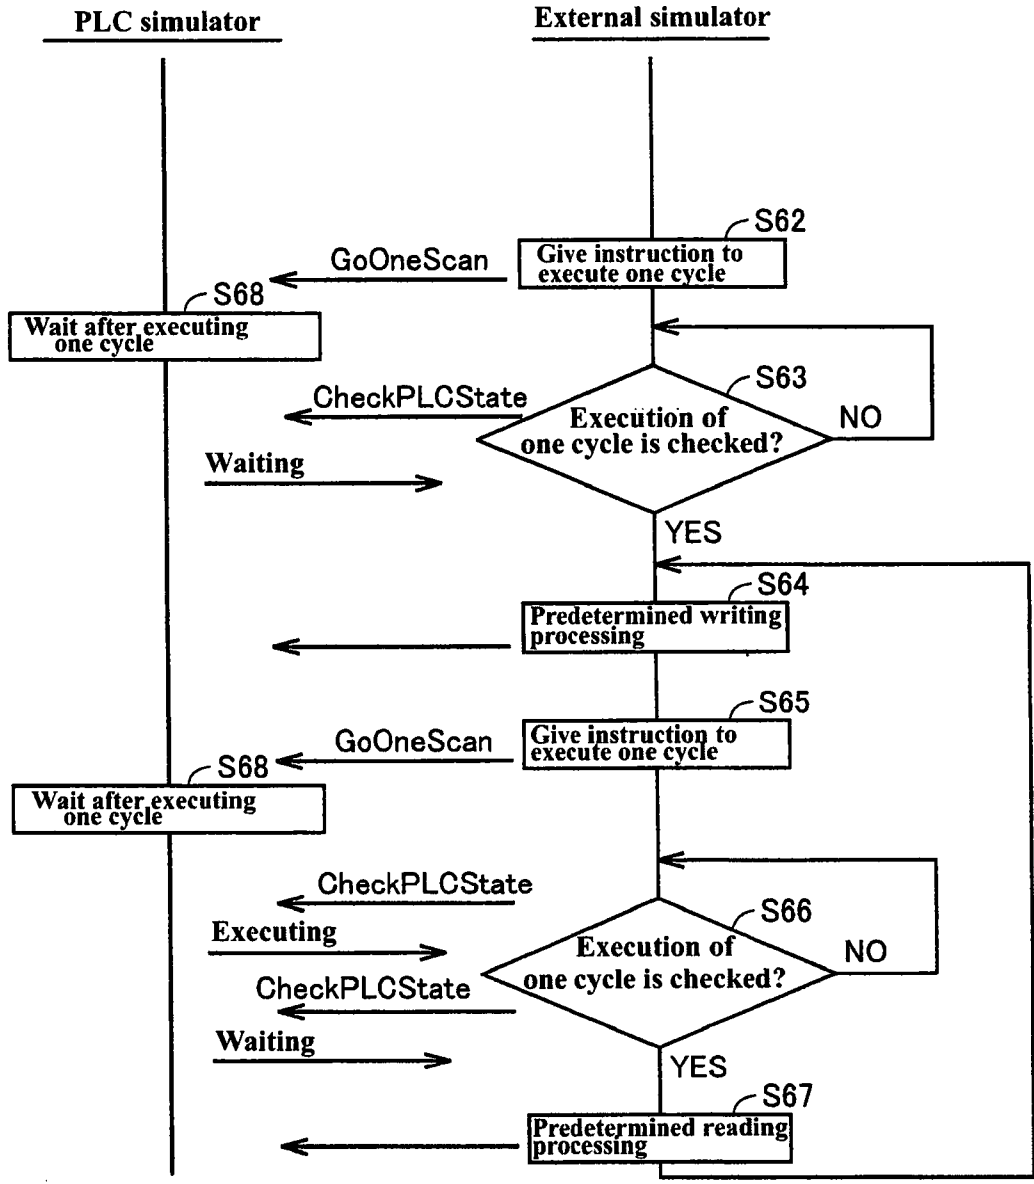 PLC simulator
External simulator
S62
Give instruction to
execute one cycle
GoOneScan
S68
Wait after executing
one cycle
S63
CheckPLCState
Execution of
one cycle is checked?
NO
Waiting
YES
S64
Predetermined writing
processing
S65
Give instruction to
execute one cycle
GoOneScan
S68
Wait after executing
one cycle
CheckPLCState
S66
Executing
Execution of
one cycle is checked?
NO
CheckPLCState
Waiting
YES
S67
Predetermined reading
processing